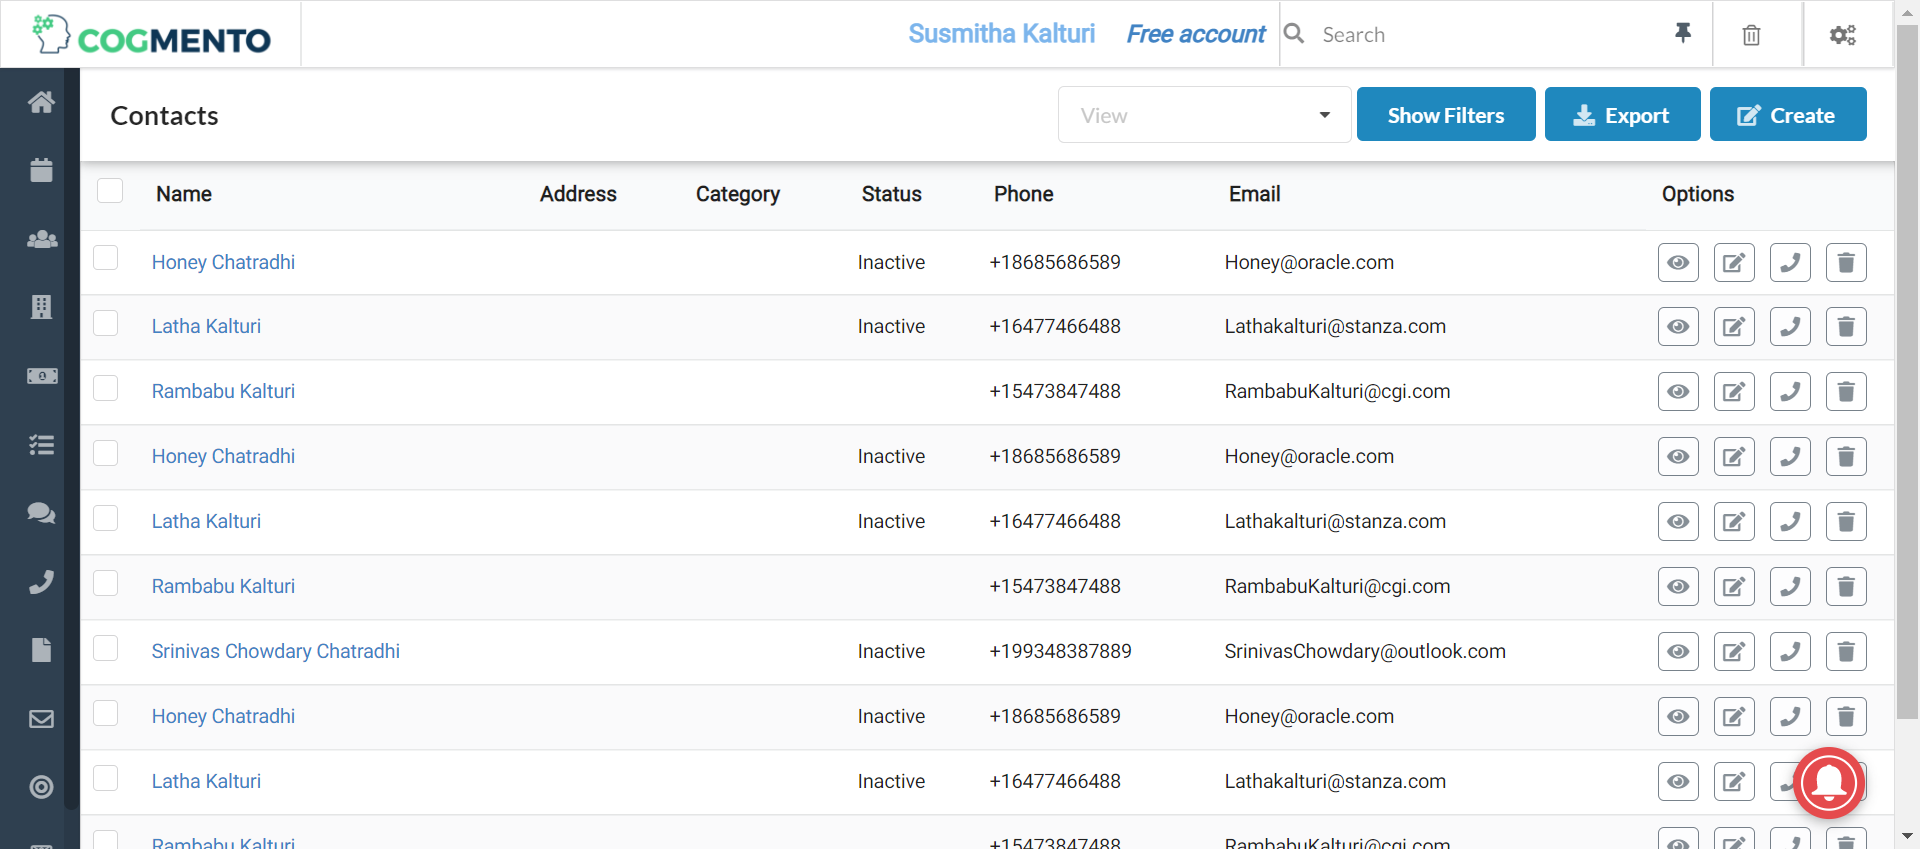 COGMENTO
Susmitha Kalturi Free account Search
Contacts View Show Filters Export Create
Name Address Category Status Phone Email Options
Honey Chatradhi Inactive +18685686589 Honey@oracle.com
Latha Kalturi Inactive +16477466488 Lathakalturi@stanza.com
Rambabu Kalturi +15473847488 RambabuKalturi@cgi.com
Honey Chatradhi Inactive +18685686589 Honey@oracle.com
Latha Kalturi Inactive +16477466488 Lathakalturi@stanza.com
Rambabu Kalturi +15473847488 RambabuKalturi@cgi.com
Srinivas Chowdary Chatradhi Inactive +199348387889 SrinivasChowdary@outlook.com
Honey Chatradhi Inactive +18685686589 Honey@oracle.com
Latha Kalturi Inactive +16477466488 Lathakalturi@stanza.com
Rambabu Kalturi +15473847488 RambabuKalturi@cgi.com